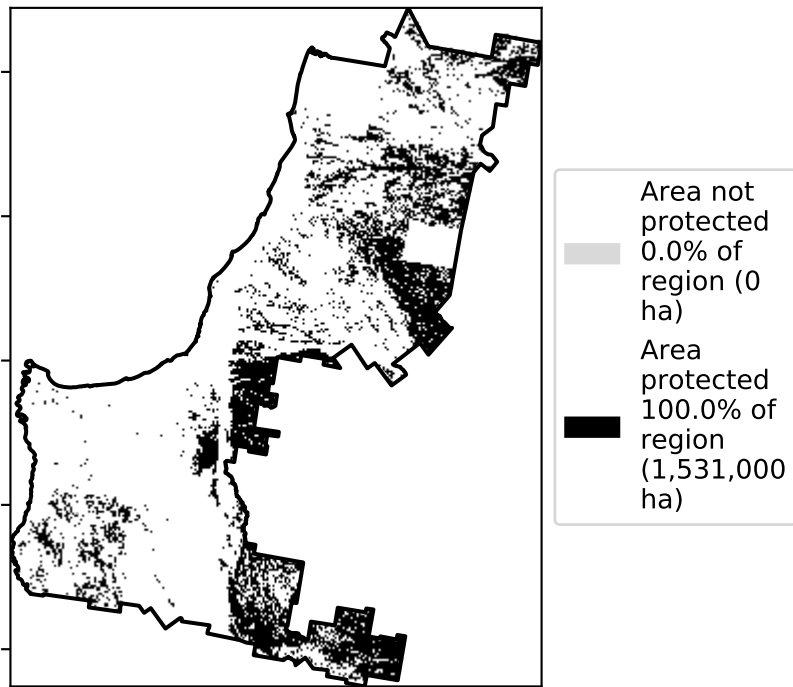 Area not
protected
0.0% of
region (0
ha)
Area
protected
100.0% of
region
(1,531,000
ha)